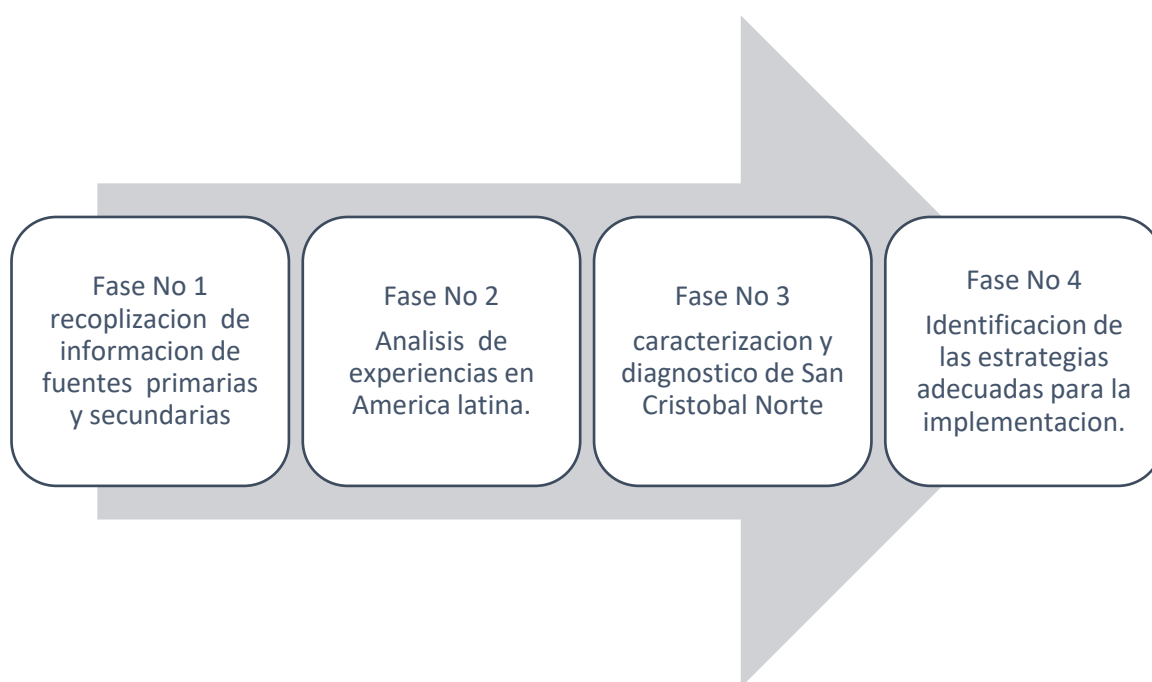 Fase No 1
recoplizacion de
informacion de
fuentes primarias
y secundarias
Fase No 2
Analisis de
experiencias en
America latina.
Fase No 3
caracterizacion y
diagnostico de San
Cristobal Norte
Fase No 4
Identificacion de
las estrategias
adecuadas para la
implementacion.